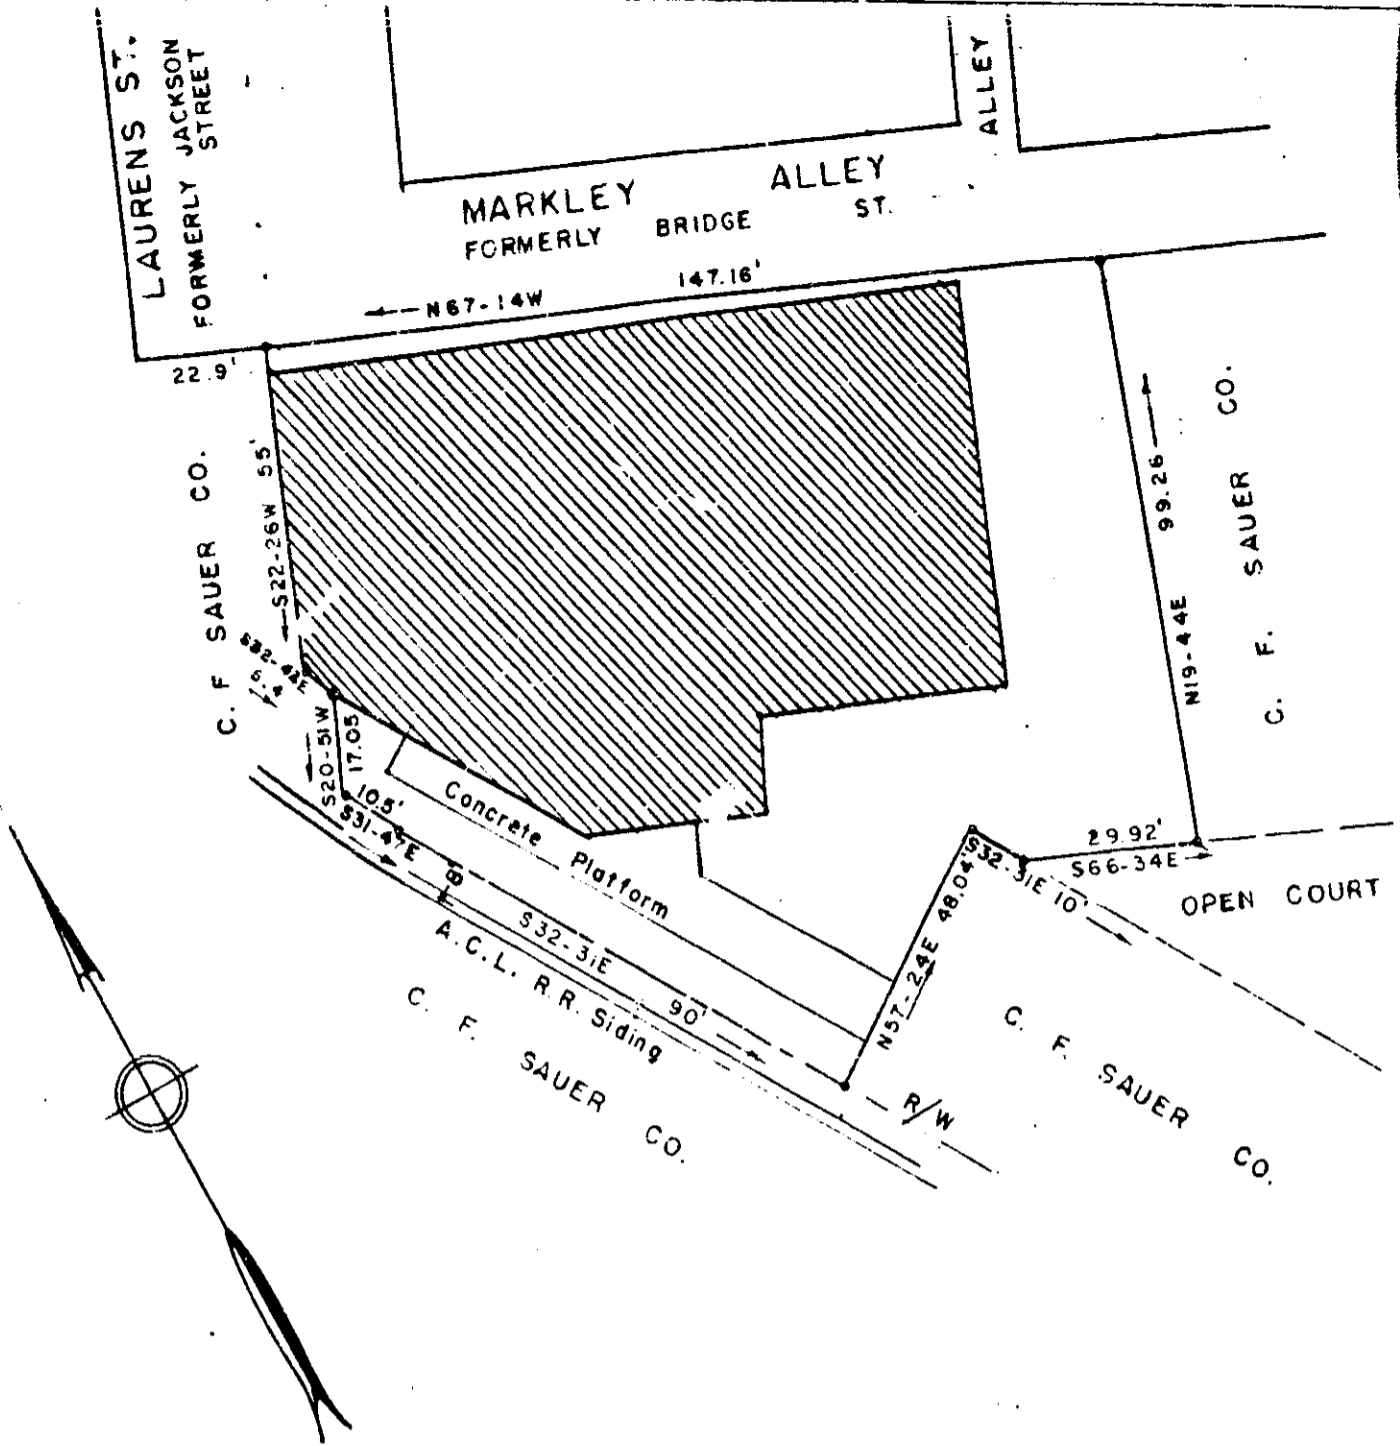 LAURENS ST.
FORMERLY JACKSON
STREET
ALLEY
MARKLEY ALLEY
FORMERLY BRIDGE ST.
147.16'
N67-14W
22.9'
C. F SAUER CO.
S22-26W 55'
S32-42E
6.4
S20-51W
17.05
10.5'
S31-47E
18'
Concrete Platform
S32-31E 90'
A.C.L. R.R. Siding
C. F. SAUER CO.
R/W
N57-24E 48.04'
S32-31E 10'
29.92'
S66-34E
OPEN COURT
N19-44E 99.26
C. F. SAUER CO.
C. F. SAUER CO.